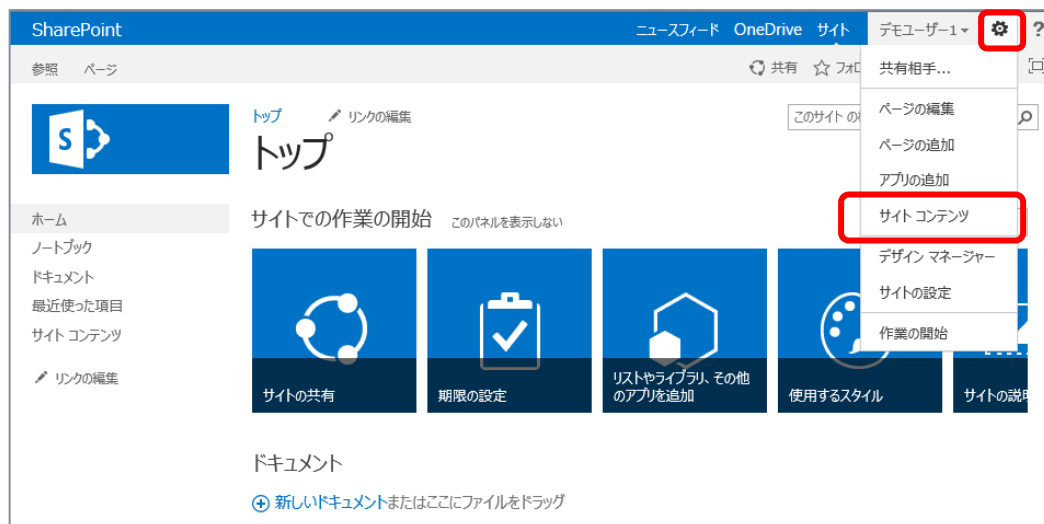 SharePoint
ニュースフィード OneDrive サイト デモユーザー1 ?
参照 ページ
共有 フォロ
共有相手...
ページの編集
ページの追加
アプリの追加
サイト コンテンツ
デザイン マネージャー
サイトの設定
作業の開始
S
トップ リンクの編集
このサイト の
トップ
ホーム
ノートブック
ドキュメント
最近使った項目
サイト コンテンツ
リンクの編集
サイトでの作業の開始 このパネルを表示しない
サイトの共有
期限の設定
リストやライブラリ、その他
のアプリを追加
使用するスタイル
サイトの説明
ドキュメント
新しいドキュメントまたはここにファイルをドラッグ